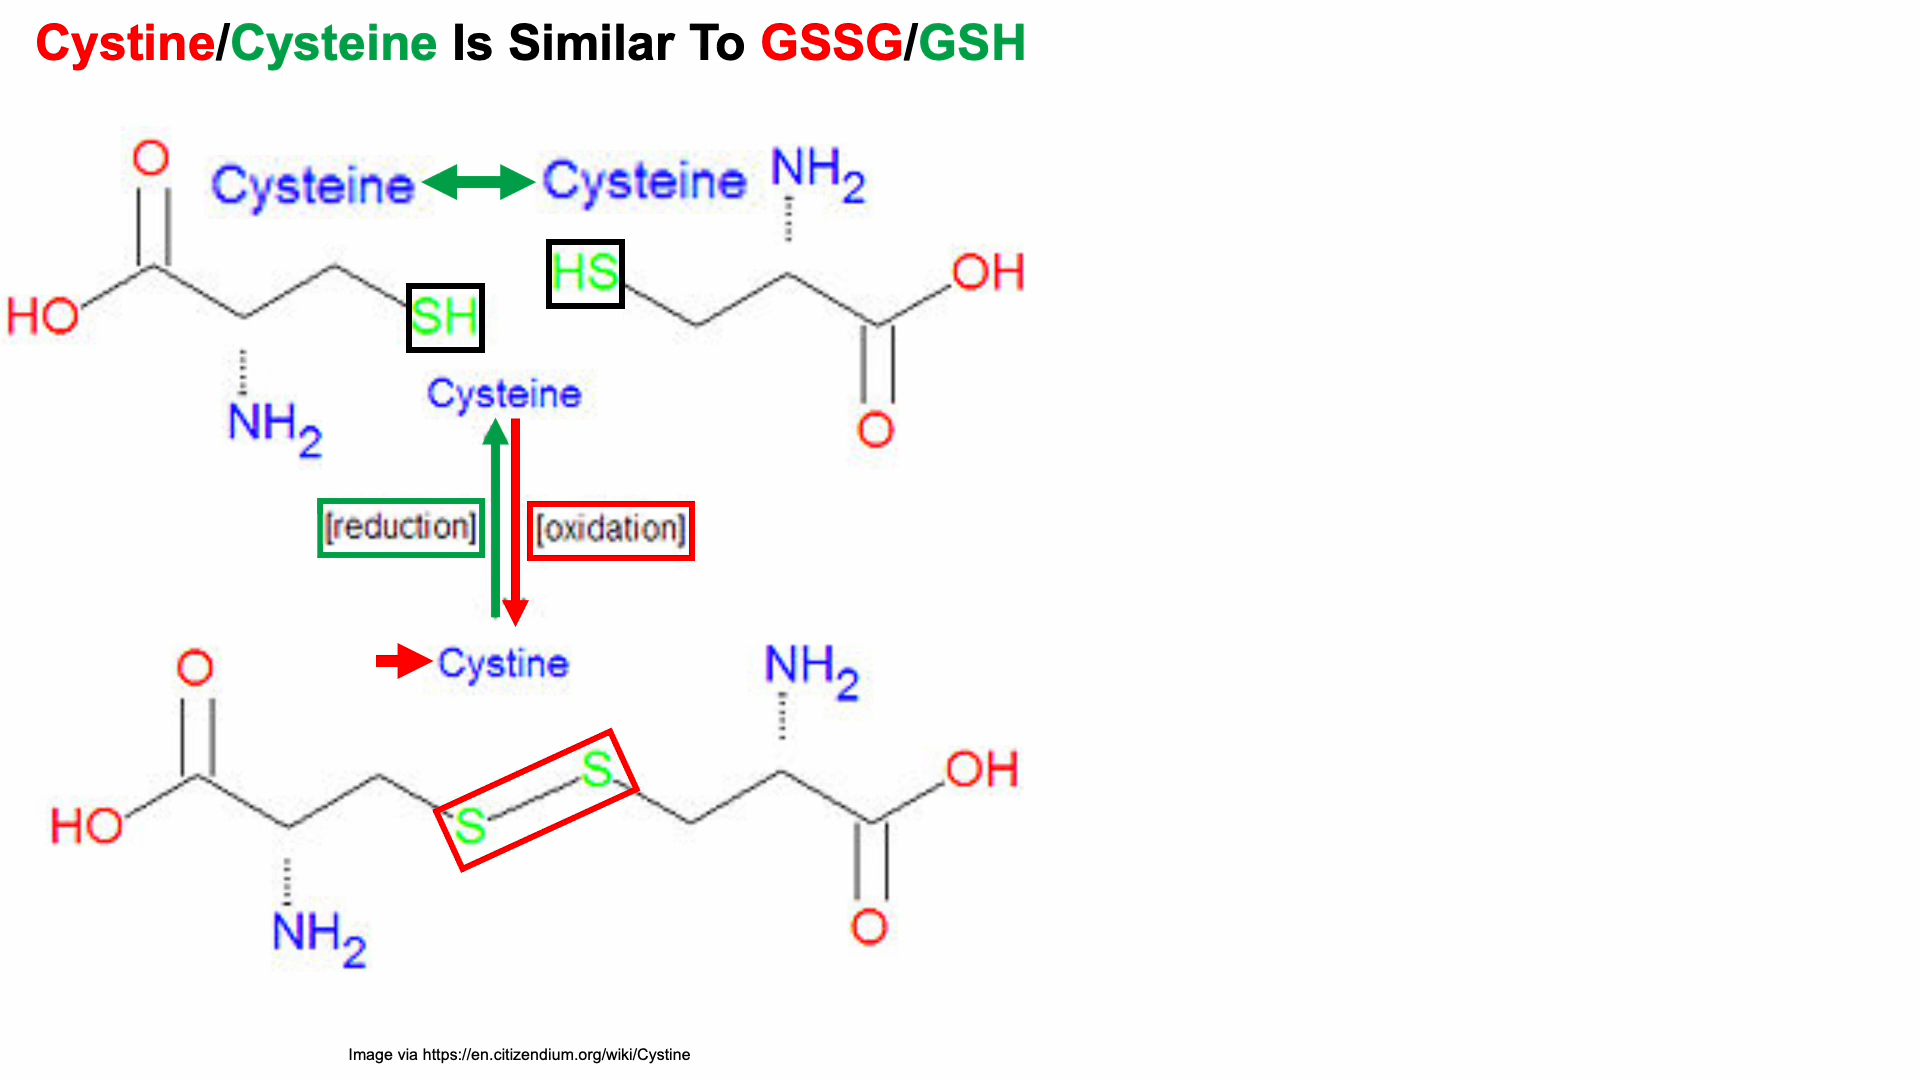 Cystine/Cysteine Is Similar To GSSG/GSH
O
Cysteine
Cysteine
NH2
HO
SH
HS
OH
NH2
O
Cysteine
[reduction]
[oxidation]
Cystine
O
NH2
HO
S
S
OH
NH2
O
Image via https://en.citizendium.org/wiki/Cystine